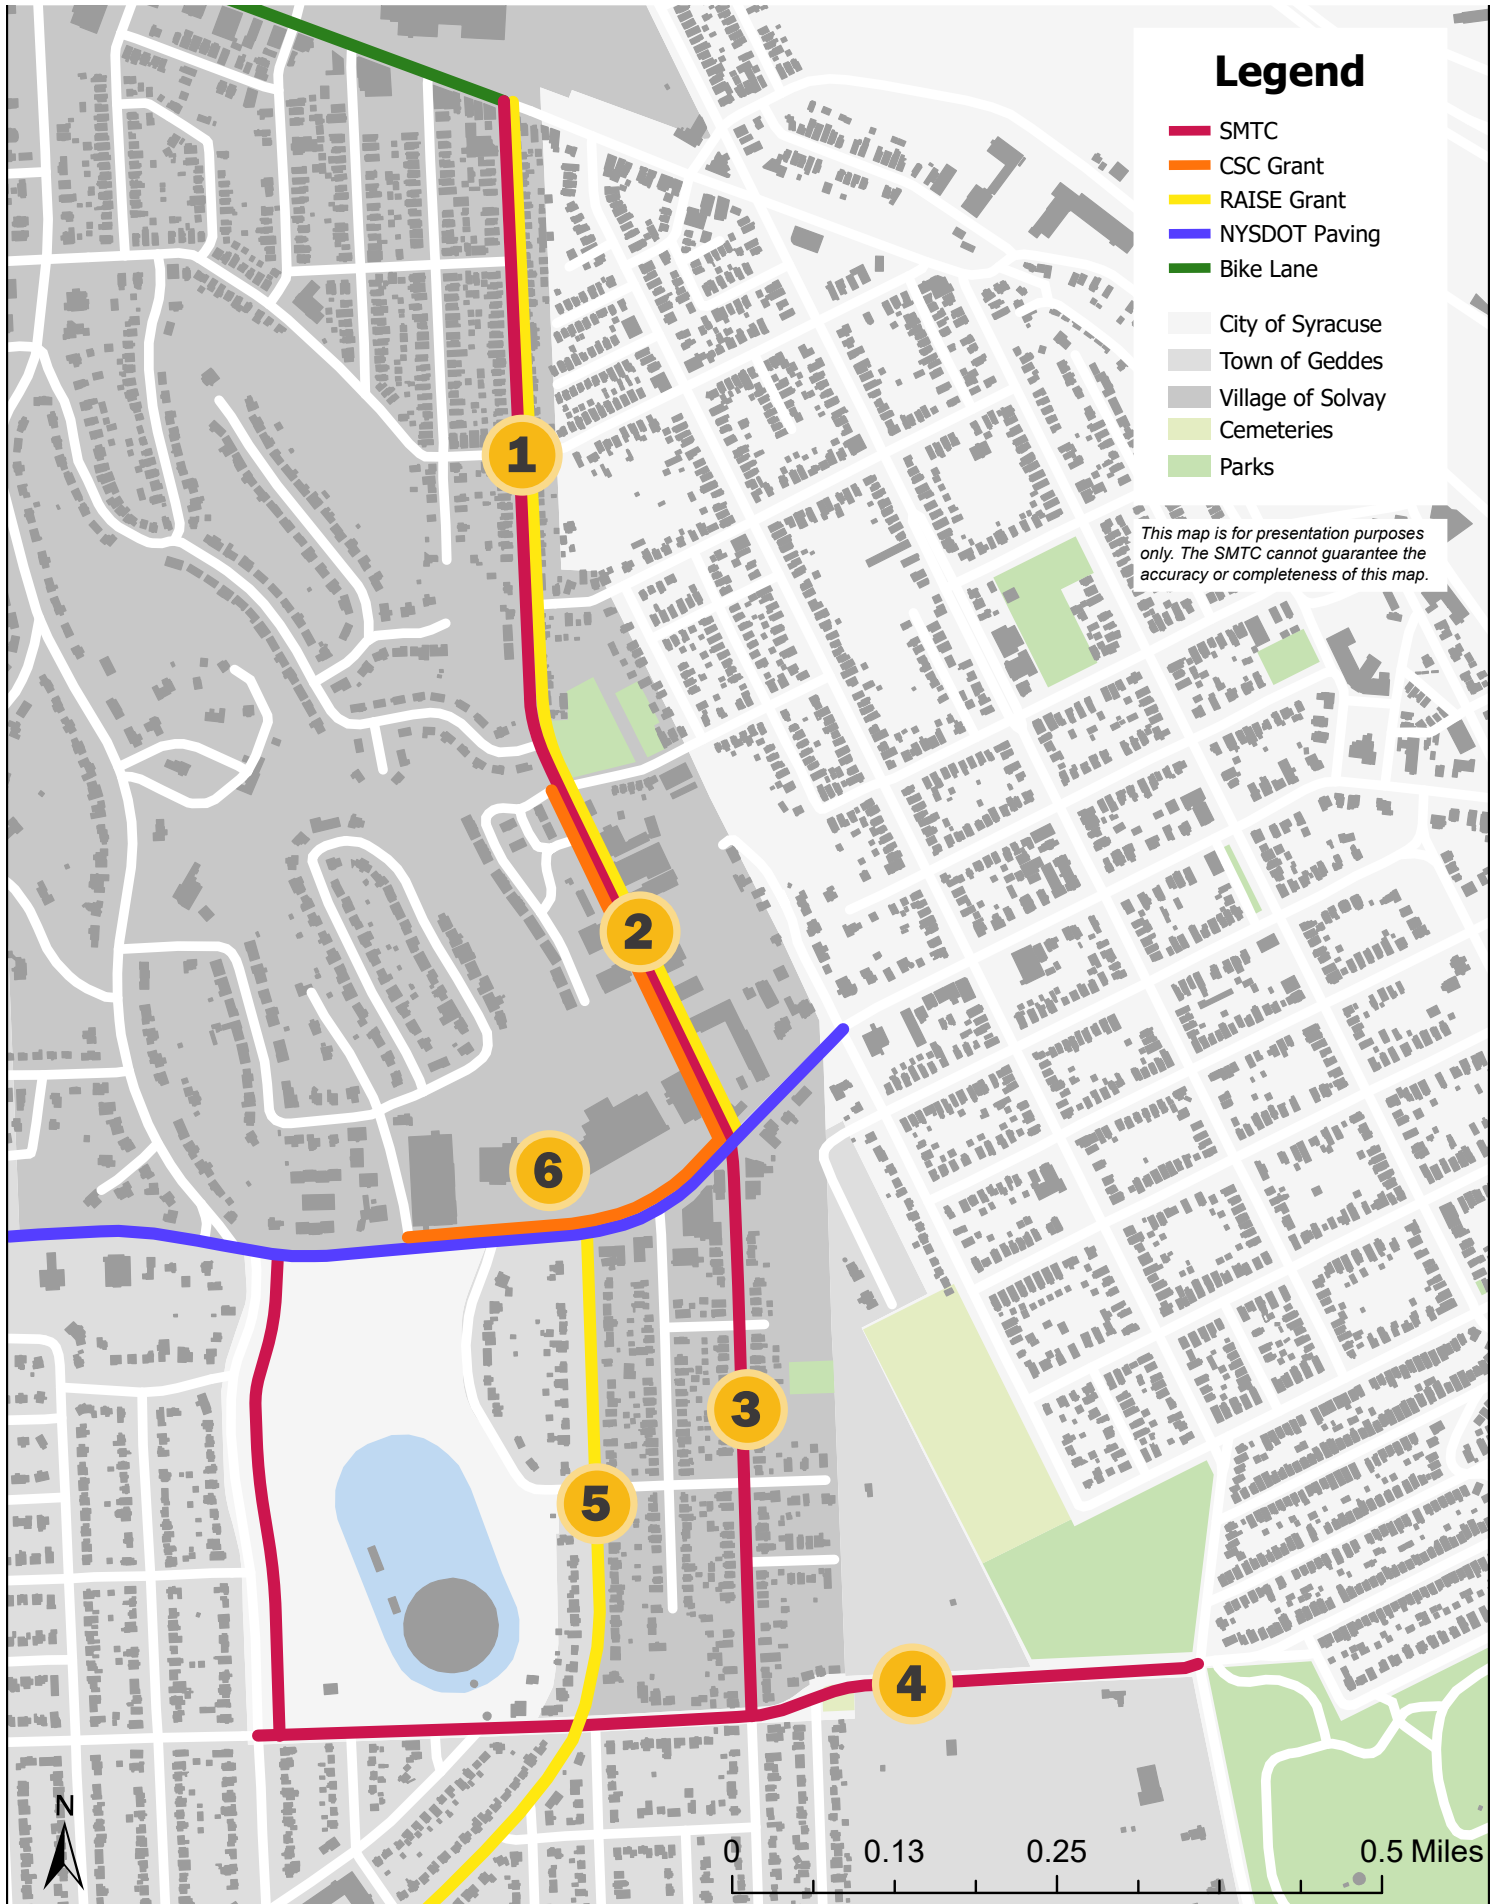 Legend
SMTC
CSC Grant
RAISE Grant
NYSDOT Paving
Bike Lane
City of Syracuse
Town of Geddes
Village of Solvay
Cemeteries
Parks
This map is for presentation purposes
only. The SMTC cannot guarantee the
accuracy or completeness of this map.
1
2
6
3
5
4
N
0 0.13 0.25 0.5 Miles